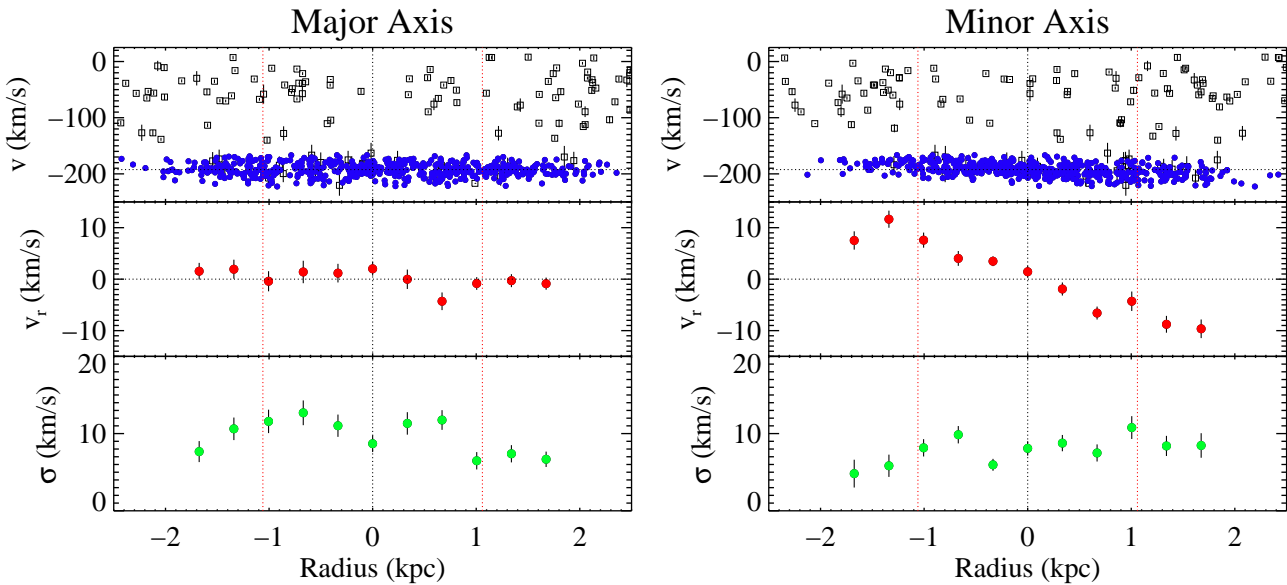 Major Axis
0
−100
−200
v (km/s)
10
0
−10
v_r (km/s)
20
10
0
σ (km/s)
−2 −1 0 1 2
Radius (kpc)
Minor Axis
0
−100
−200
v (km/s)
10
0
−10
v_r (km/s)
20
10
0
σ (km/s)
−2 −1 0 1 2
Radius (kpc)